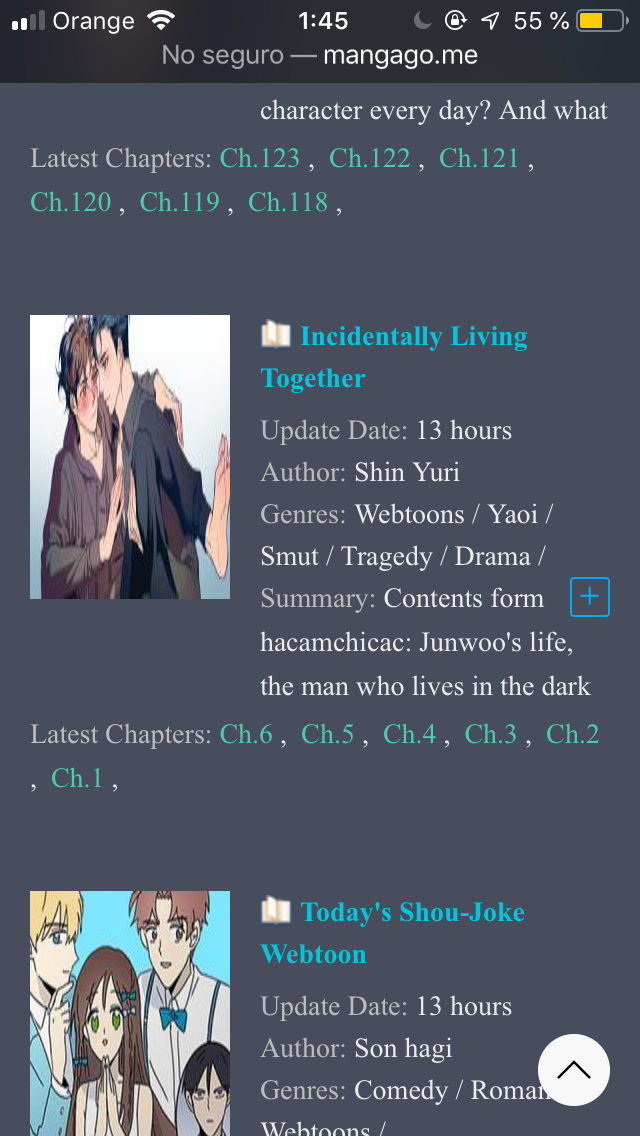 Orange 1:45 55 %
No seguro — mangago.me
character every day? And what
Latest Chapters: Ch.123 , Ch.122 , Ch.121 ,
Ch.120 , Ch.119 , Ch.118 ,
Incidentally Living
Together
Update Date: 13 hours
Author: Shin Yuri
Genres: Webtoons / Yaoi /
Smut / Tragedy / Drama /
Summary: Contents form
hacamchicac: Junwoo's life,
the man who lives in the dark
Latest Chapters: Ch.6 , Ch.5 , Ch.4 , Ch.3 , Ch.2
, Ch.1 ,
Today's Shou-Joke
Webtoon
Update Date: 13 hours
Author: Son hagi
Genres: Comedy / Roman
Webtoons /